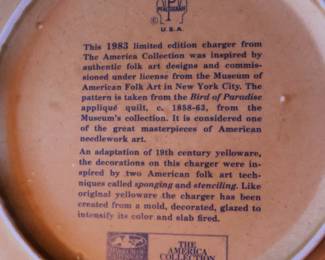 P
©
U.S.A.
This 1983 limited edition charger from
The America Collection was inspired by
authentic folk art designs and commis-
sioned under license from the Museum of
American Folk Art in New York City. The
pattern is taken from the Bird of Paradise
appliqué quilt, c. 1858-63, from the
Museum's collection. It is considered one
of the great masterpieces of American
needlework art.
An adaptation of 19th century yelloware,
the decorations on this charger were in-
spired by two American folk art tech-
niques called sponging and stenciling. Like
original yelloware the charger has been
created from a mold, decorated, glazed to
intensify its color and slab fired.
THE
AMERICA
COLLECTION